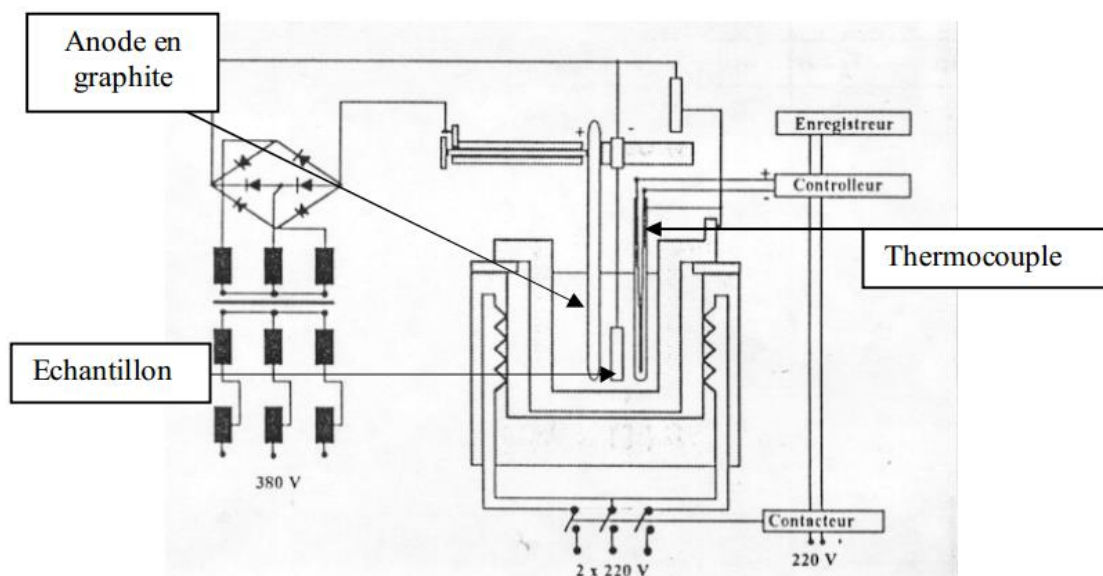 Anode en
graphite
+
-
Enregistreur
+
Controlleur
-
Thermocouple
Echantillon
380 V
Contacteur
2 x 220 V
220 V